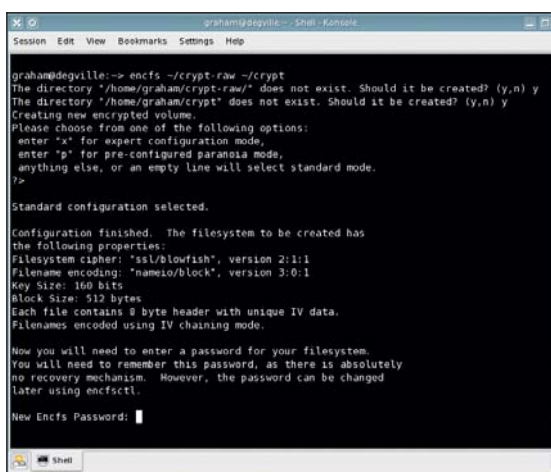 graham@degville:~ - Shell - Konsole
Session Edit View Bookmarks Settings Help
graham@degville:~> encfs ~/crypt-raw ~/crypt
The directory "/home/graham/crypt-raw/" does not exist. Should it be created? (y,n) y
The directory "/home/graham/crypt" does not exist. Should it be created? (y,n) y
Creating new encrypted volume.
Please choose from one of the following options:
enter "x" for expert configuration mode,
enter "p" for pre-configured paranoia mode,
anything else, or an empty line will select standard mode.
?>
Standard configuration selected.
Configuration finished. The filesystem to be created has
the following properties:
Filesystem cipher: "ssl/blowfish", version 2:1:1
Filename encoding: "nameio/block", version 3:0:1
Key Size: 160 bits
Block Size: 512 bytes
Each file contains 8 byte header with unique IV data.
Filenames encoded using IV chaining mode.
Now you will need to enter a password for your filesystem.
You will need to remember this password, as there is absolutely
no recovery mechanism. However, the password can be changed
later using encfsctl.
New Encfs Password:
Shell